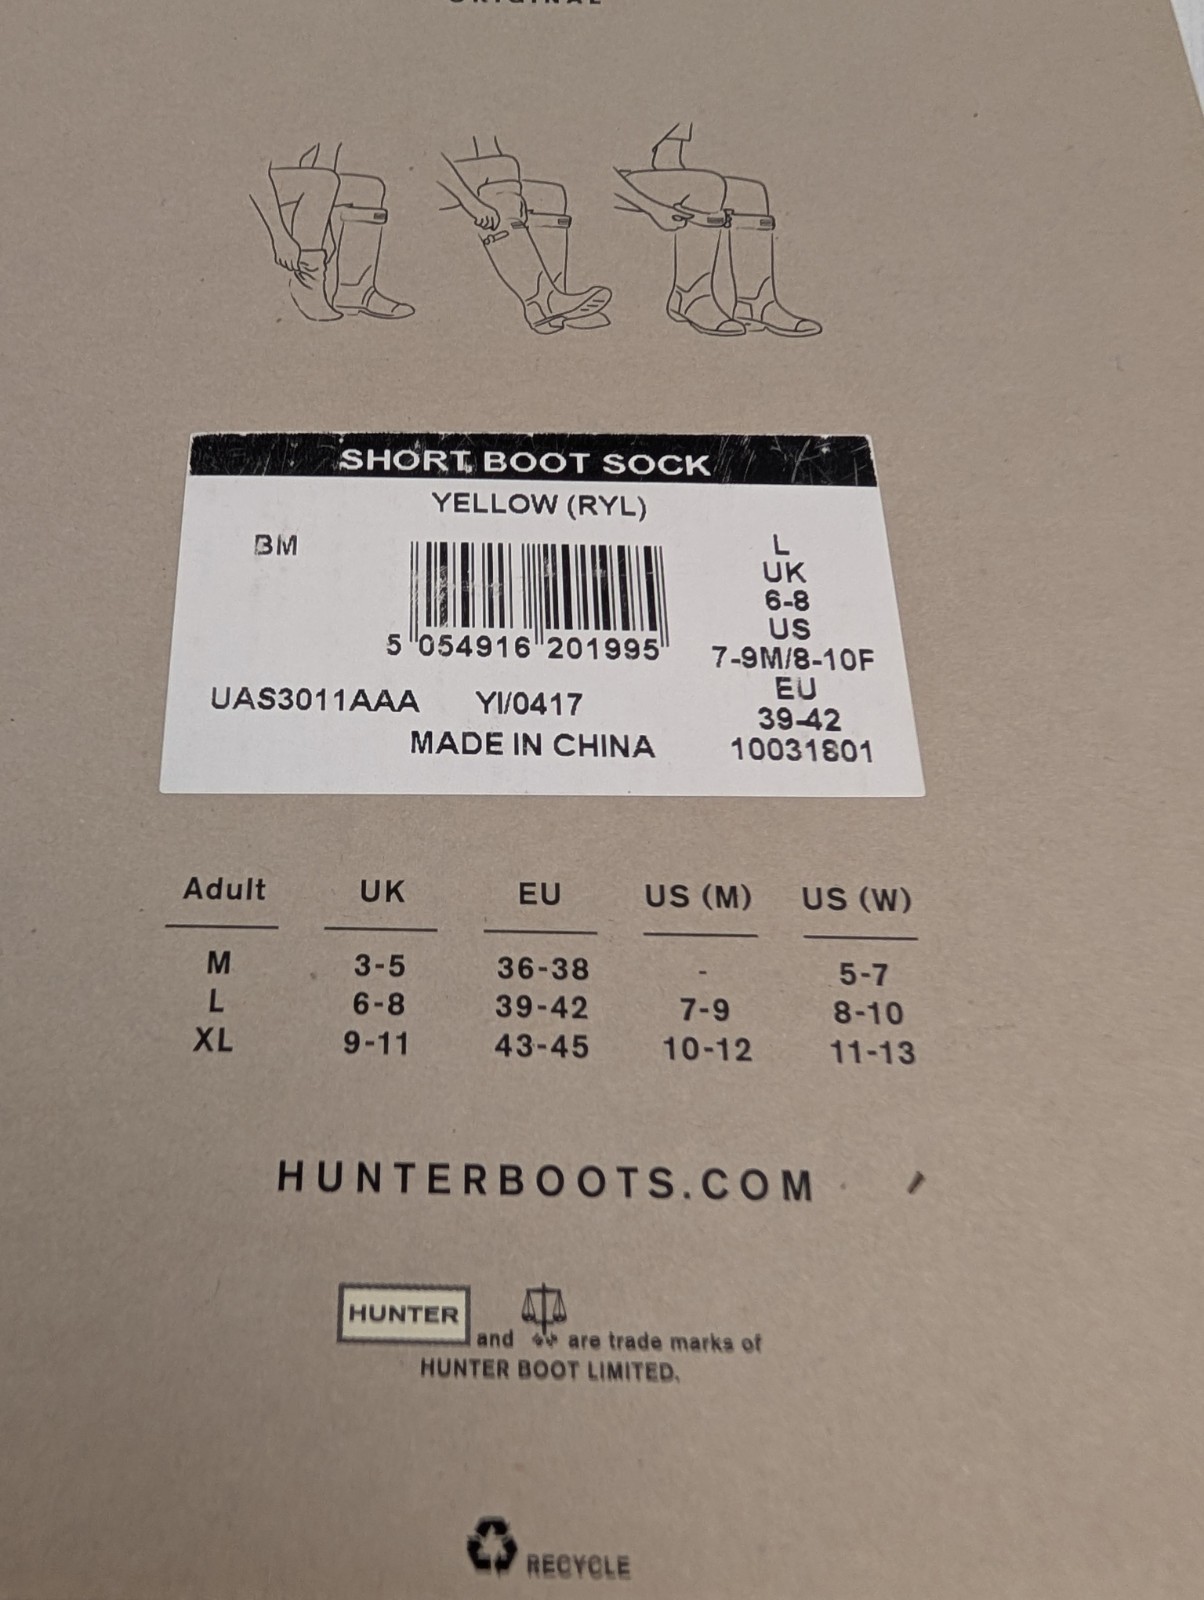 ORIGINAL
SHORT BOOT SOCK
YELLOW (RYL)
BM
5 054916 201995
UAS3011AAA YI/0417
MADE IN CHINA
L
UK
6-8
US
7-9M/8-10F
EU
39-42
10031801
Adult UK EU US (M) US (W)
M 3-5 36-38 - 5-7
L 6-8 39-42 7-9 8-10
XL 9-11 43-45 10-12 11-13
HUNTERBOOTS.COM
HUNTER and are trade marks of
HUNTER BOOT LIMITED.
RECYCLE